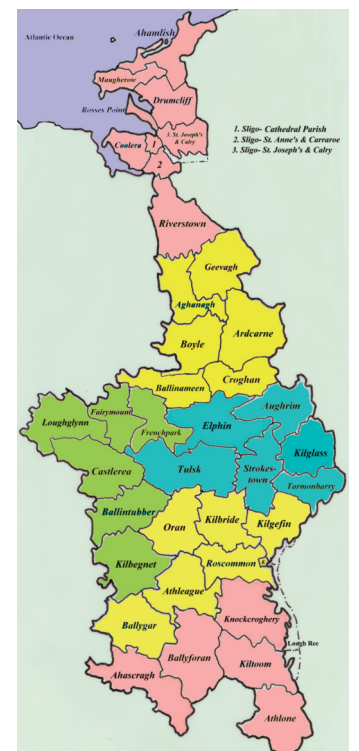 Atlantic Ocean
Ahamlish
Maugherow
Drumcliff
Rosses Point
3. St. Joseph's
& Calry
Coolera
1
2
1. Sligo- Cathedral Parish
2. Sligo- St. Anne's & Carraroe
3. Sligo- St. Joseph's & Calry
Riverstown
Geevagh
Aghanagh
Ardcarne
Boyle
Croghan
Ballinameen
Aughrim
Fairymount
Loughglynn
Elphin
Frenchpark
Kilglass
Castlerea
Tulsk
Strokes-
town
Tarmonbarry
Ballintubber
Oran
Kilbride
Kilgefin
Kilbegnet
Roscommon
Athleague
Knockcroghery
Ballygar
Lough Ree
Ballyforan
Kiltoom
Ahascragh
Athlone